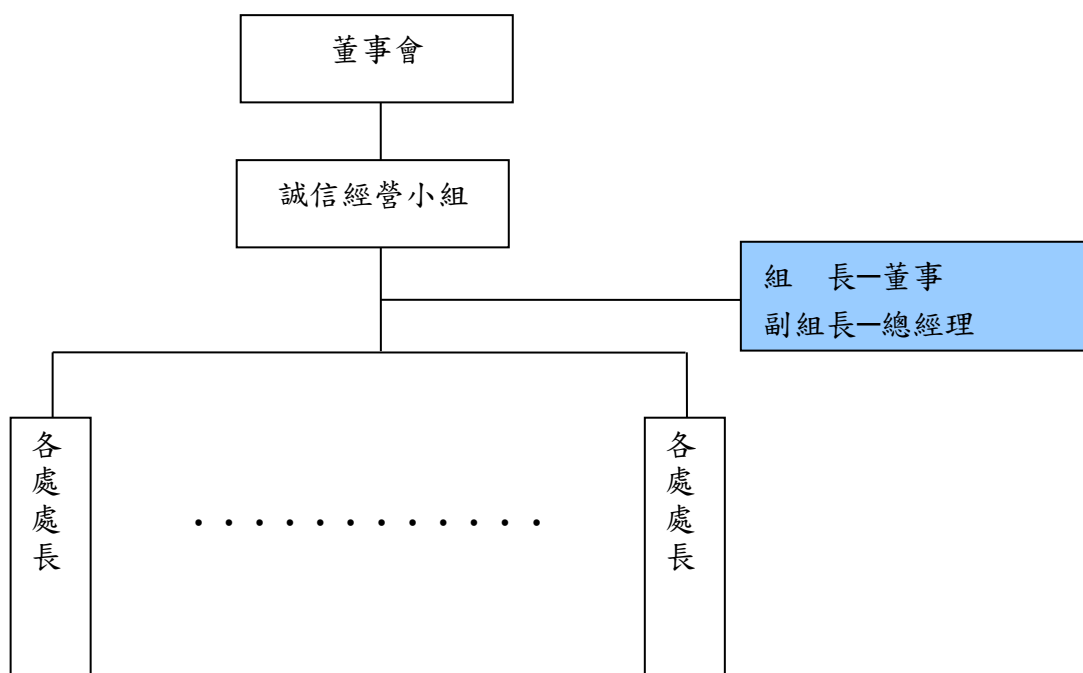 董事會
誠信經營小組
組　長—董事
副組長—總經理
各處處長
各處處長
............